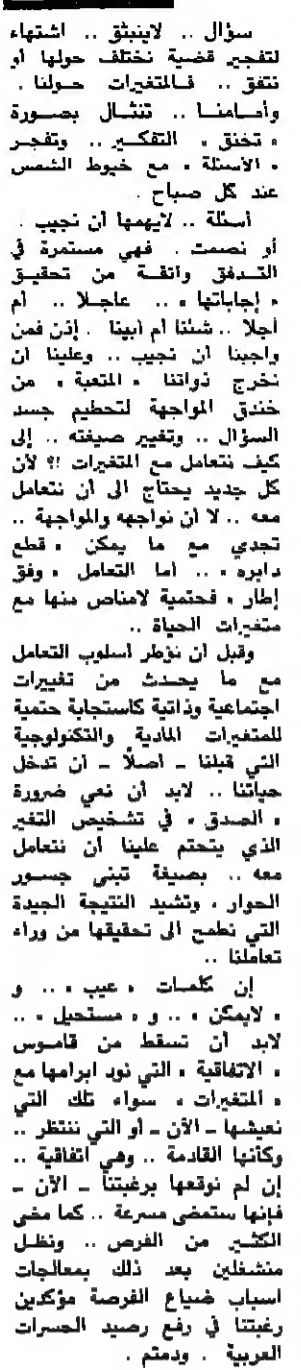 سؤال .. لاينبثق .. اشتهاء
لتفجير قضية نختلف حولها أو
نتفق .. فالمتغيرات حولنا .
وأمامنا .. تنثال بصورة
« تخنق » التفكير .. وتفجر
« الأسئلة » مع خيوط الشمس
عند كل صباح .
أسئلة .. لايهمها أن نجيب .
أو نصمت . فهي مستمرة في
التدفق واثقة من تحقيق
« إجاباتها » .. عاجلا .. أم
آجلا .. شئنا أم أبينا . إذن فمن
واجبنا أن نجيب .. وعلينا أن
نخرج ذواتنا « المتعبة » من
خندق المواجهة لتحطيم جسد
السؤال .. وتغيير صيغته .. إلى
كيف نتعامل مع المتغيرات ؟! لأن
كل جديد يحتاج الى أن نتعامل
معه .. لا أن نواجهه والمواجهة ..
تجدي مع ما يمكن « قطع
دابره » .. أما التعامل « وفق
إطار » فحتمية لامناص منها مع
متغيرات الحياة ..
وقبل أن نؤطر أسلوب التعامل
مع ما يحدث من تغييرات
اجتماعية وذاتية كاستجابة حتمية
للمتغيرات المادية والتكنولوجية
التي قبلنا ـ أصلاً ـ أن تدخل
حياتنا .. لابد أن نعي ضرورة
« الصدق » في تشخيص التغير
الذي يتحتم علينا أن نتعامل
معه .. بصيغة تبني جسور
الحوار ، وتشيد النتيجة الجيدة
التي نطمح الى تحقيقها من وراء
تعاملنا ..
إن كلمات « عيب » .. و
« لايمكن » .. و « مستحيل » ..
لابد أن تسقط من قاموس
« الاتفاقية » التي نود ابرامها مع
« المتغيرات » سواء تلك التي
نعيشها ـ الآن ـ أو التي ننتظر ..
وكأنها القادمة .. وهي اتفاقية ..
إن لم نوقعها برغبتنا ـ الآن ـ
فإنها ستمضى مسرعة .. كما مضى
الكثير من الفرص .. ونظل
منشغلين بعد ذلك بمعالجات
اسباب ضياع الفرصة مؤكدين
رغبتنا في رفع رصيد الحسرات
العربية . ودمتم .